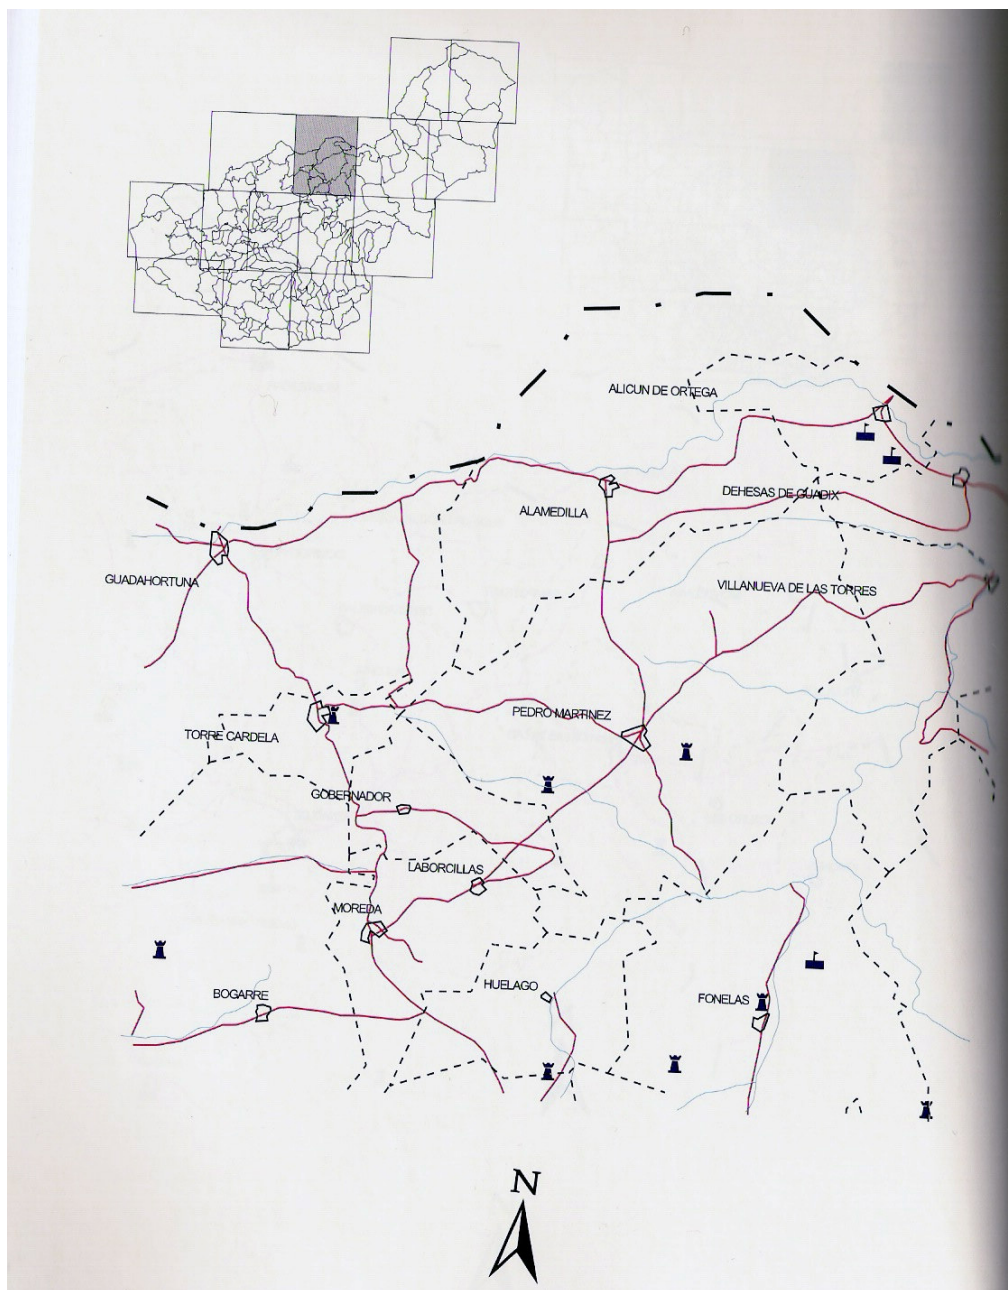 ALICUN DE ORTEGA
DEHESAS DE GUADIX
ALAMEDILLA
GUADAHORTUNA
VILLANUEVA DE LAS TORRES
PEDRO MARTINEZ
TORRE CARDELA
GOBERNADOR
LABORCILLAS
MOREDA
HUELAGO
BOGARRE
FONELAS
N